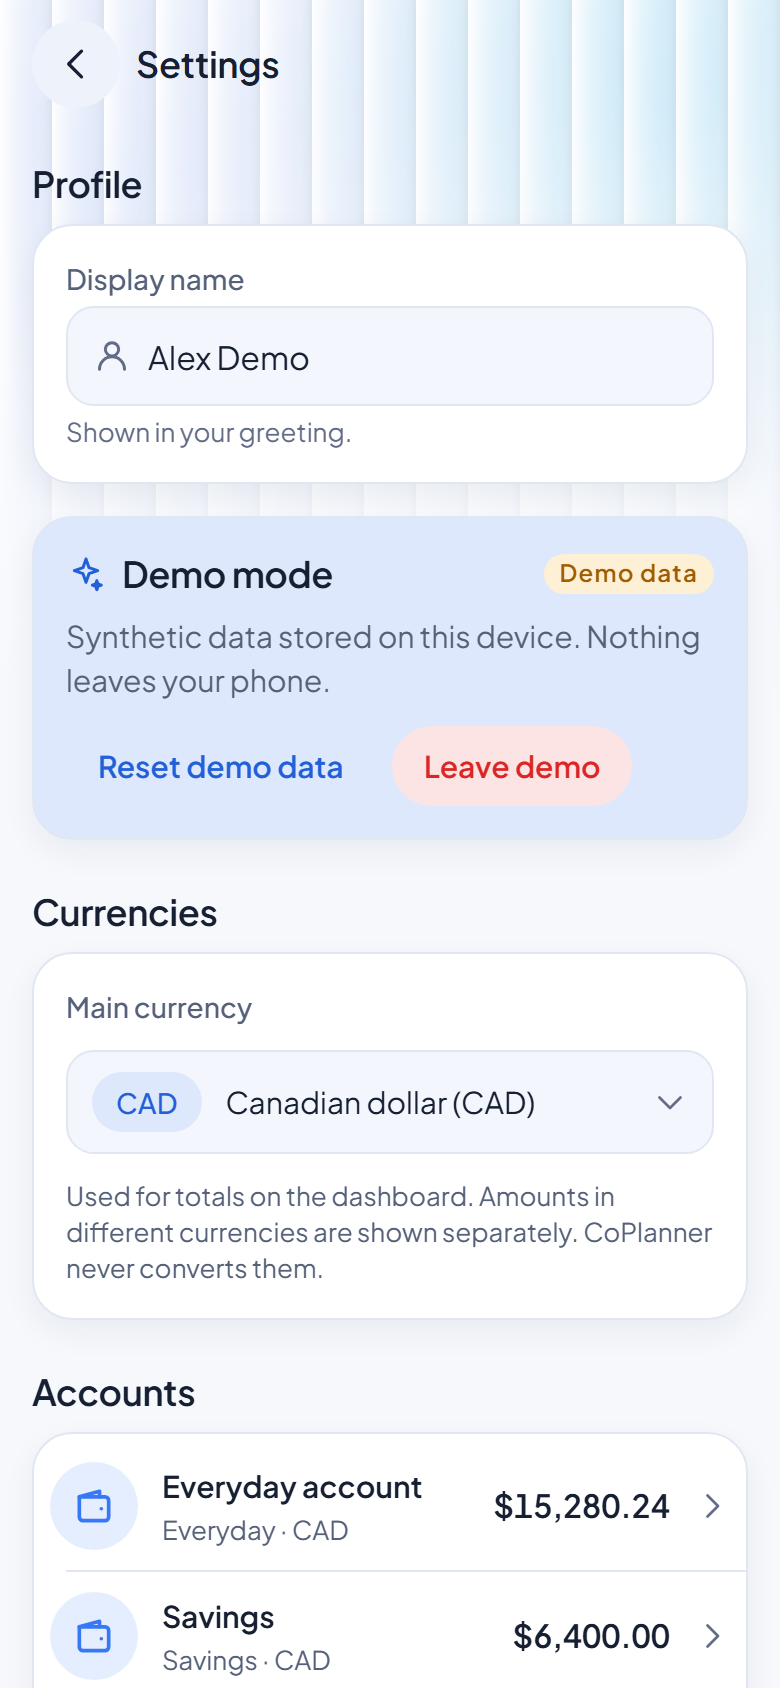 Settings
Profile
Display name
Alex Demo
Shown in your greeting.
Demo mode
Demo data
Synthetic data stored on this device. Nothing
leaves your phone.
Reset demo data
Leave demo
Currencies
Main currency
CAD
Canadian dollar (CAD)
Used for totals on the dashboard. Amounts in
different currencies are shown separately. CoPlanner
never converts them.
Accounts
Everyday account
$15,280.24
Everyday · CAD
Savings
$6,400.00
Savings · CAD